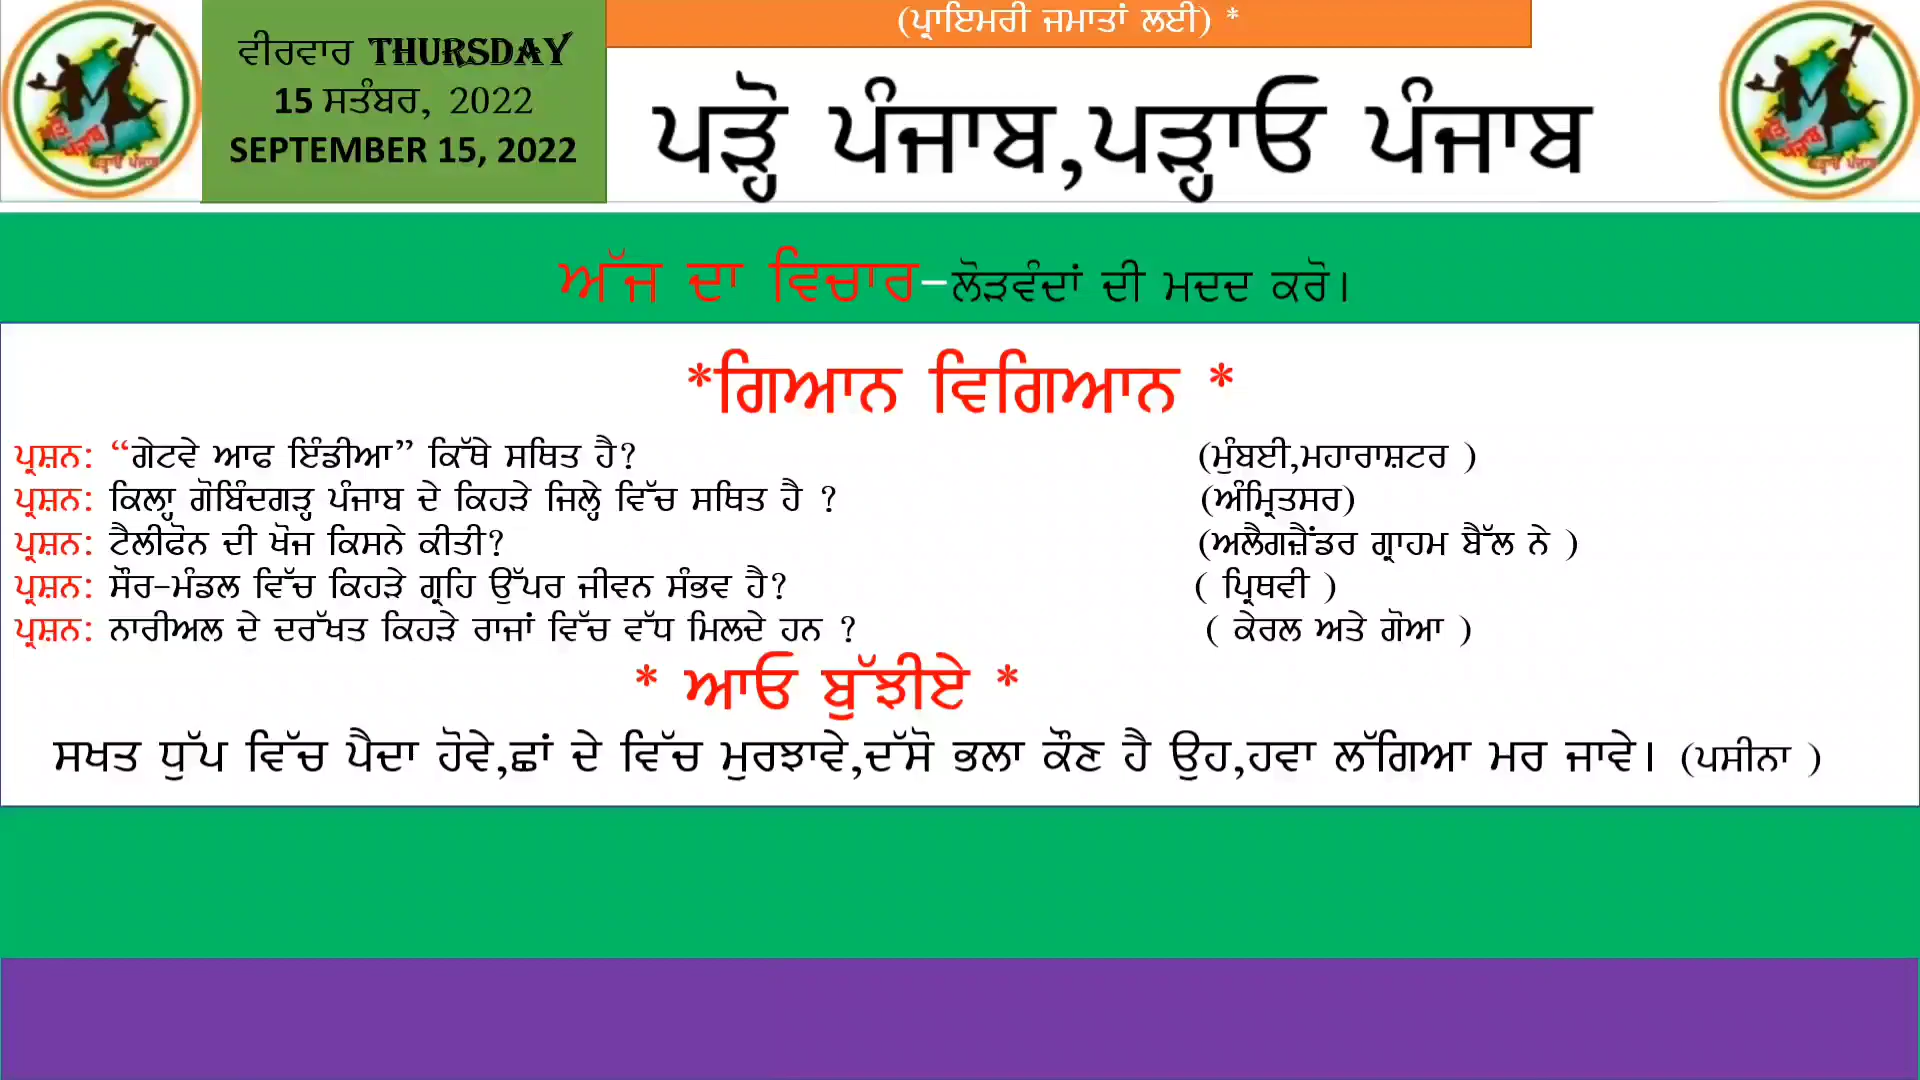 (ਪ੍ਰਾਇਮਰੀ ਜਮਾਤਾਂ ਲਈ) *
ਵੀਰਵਾਰ THURSDAY
15 ਸਤੰਬਰ, 2022
SEPTEMBER 15, 2022
ਪੜ੍ਹੋ ਪੰਜਾਬ,ਪੜ੍ਹਾਓ ਪੰਜਾਬ
ਅੱਜ ਦਾ ਵਿਚਾਰ-ਲੋੜਵੰਦਾਂ ਦੀ ਮਦਦ ਕਰੋ।
*ਗਿਆਨ ਵਿਗਿਆਨ *
ਪ੍ਰਸ਼ਨ: “ਗੇਟਵੇ ਆਫ ਇੰਡੀਆ” ਕਿੱਥੇ ਸਥਿਤ ਹੈ? (ਮੁੰਬਈ,ਮਹਾਰਾਸ਼ਟਰ )
ਪ੍ਰਸ਼ਨ: ਕਿਲ੍ਹਾ ਗੋਬਿੰਦਗੜ੍ਹ ਪੰਜਾਬ ਦੇ ਕਿਹੜੇ ਜਿਲ੍ਹੇ ਵਿੱਚ ਸਥਿਤ ਹੈ ? (ਅੰਮ੍ਰਿਤਸਰ)
ਪ੍ਰਸ਼ਨ: ਟੈਲੀਫੋਨ ਦੀ ਖੋਜ ਕਿਸਨੇ ਕੀਤੀ? (ਅਲੈਗਜ਼ੈਂਡਰ ਗ੍ਰਾਹਮ ਬੈੱਲ ਨੇ )
ਪ੍ਰਸ਼ਨ: ਸੌਰ-ਮੰਡਲ ਵਿੱਚ ਕਿਹੜੇ ਗ੍ਰਹਿ ਉੱਪਰ ਜੀਵਨ ਸੰਭਵ ਹੈ? ( ਪ੍ਰਿਥਵੀ )
ਪ੍ਰਸ਼ਨ: ਨਾਰੀਅਲ ਦੇ ਦਰੱਖਤ ਕਿਹੜੇ ਰਾਜਾਂ ਵਿੱਚ ਵੱਧ ਮਿਲਦੇ ਹਨ ? ( ਕੇਰਲ ਅਤੇ ਗੋਆ )
* ਆਓ ਬੁੱਝੀਏ *
ਸਖਤ ਧੁੱਪ ਵਿੱਚ ਪੈਦਾ ਹੋਵੇ,ਛਾਂ ਦੇ ਵਿੱਚ ਮੁਰਝਾਵੇ,ਦੱਸੋ ਭਲਾ ਕੌਣ ਹੈ ਉਹ,ਹਵਾ ਲੱਗਿਆ ਮਰ ਜਾਵੇ। (ਪਸੀਨਾ )